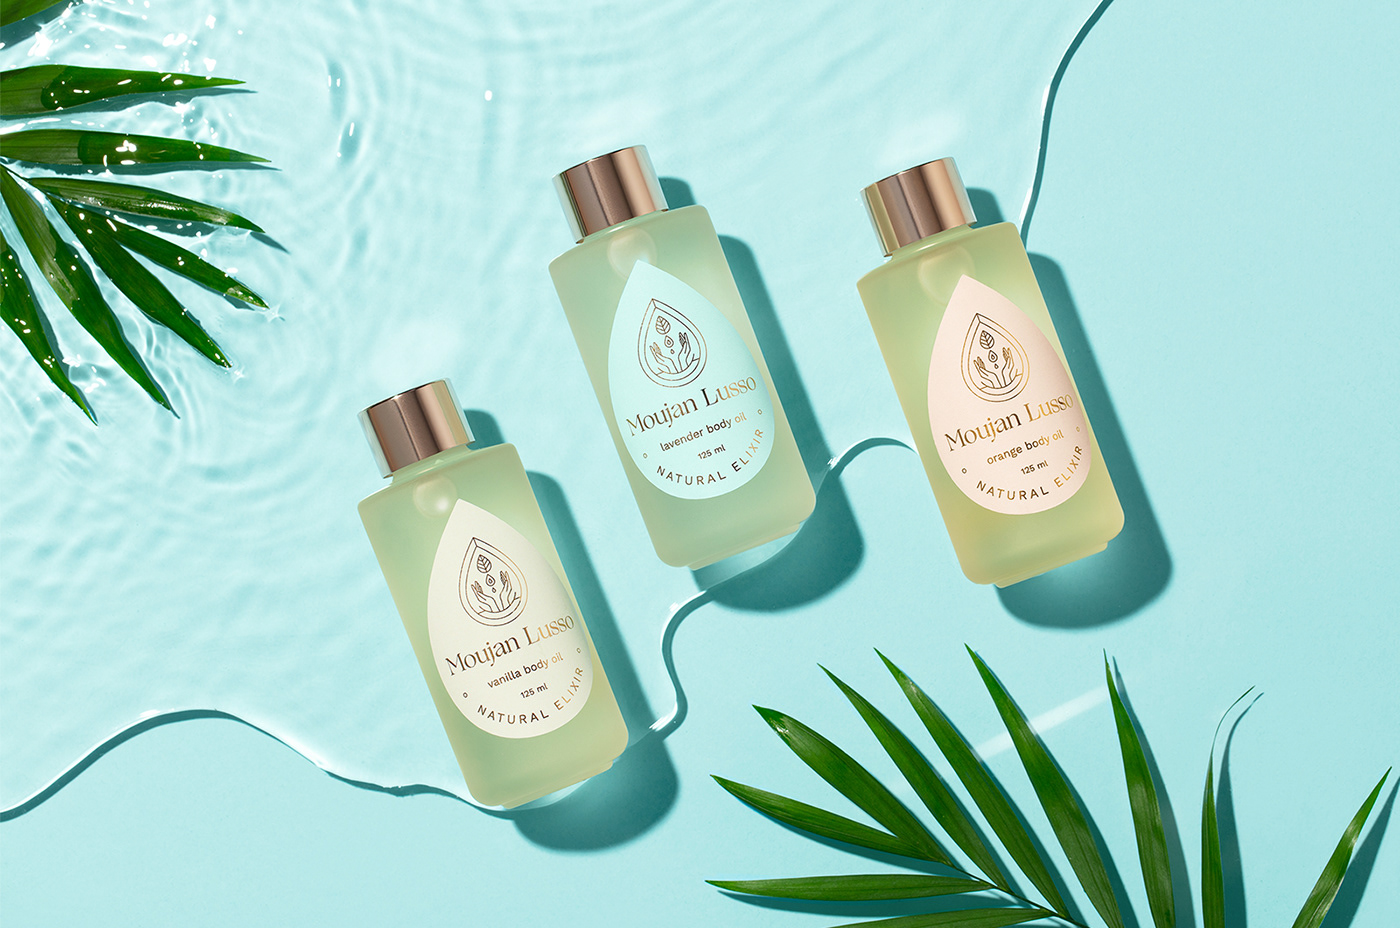 Moujan Lusso
vanilla body oil
125 ml
NATURAL ELIXIR
Moujan Lusso
lavender body oil
125 ml
NATURAL ELIXIR
Moujan Lusso
orange body oil
125 ml
NATURAL ELIXIR